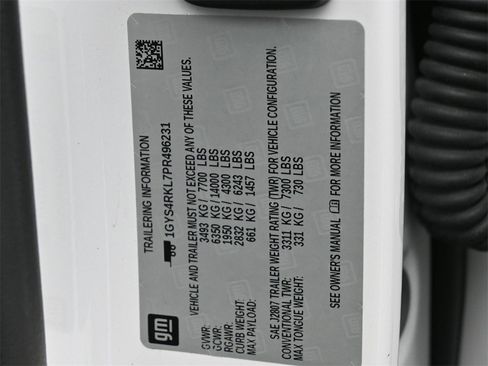 gm
TRAILERING INFORMATION
1GYS4RKL7PR496231
VEHICLE AND TRAILER MUST NOT EXCEED ANY OF THESE VALUES.
GVWR: 3493 KG / 7700 LBS
GCWR: 6350 KG / 14000 LBS
RGAWR: 1950 KG / 4300 LBS
CURB WEIGHT: 2832 KG / 6243 LBS
MAX PAYLOAD: 661 KG / 1457 LBS
SAE J2807 TRAILER WEIGHT RATING (TWR) FOR VEHICLE CONFIGURATION.
CONVENTIONAL TWR: 3311 KG / 7300 LBS
MAX TONGUE WEIGHT: 331 KG / 730 LBS
SEE OWNER'S MANUAL FOR MORE INFORMATION